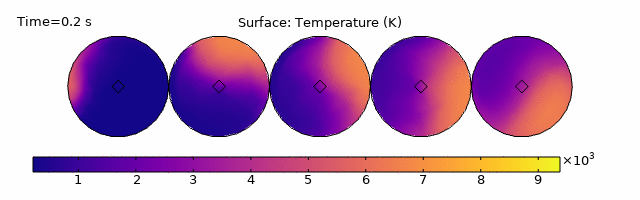 Time=0.2 s
Surface: Temperature (K)
×10³
1 2 3 4 5 6 7 8 9